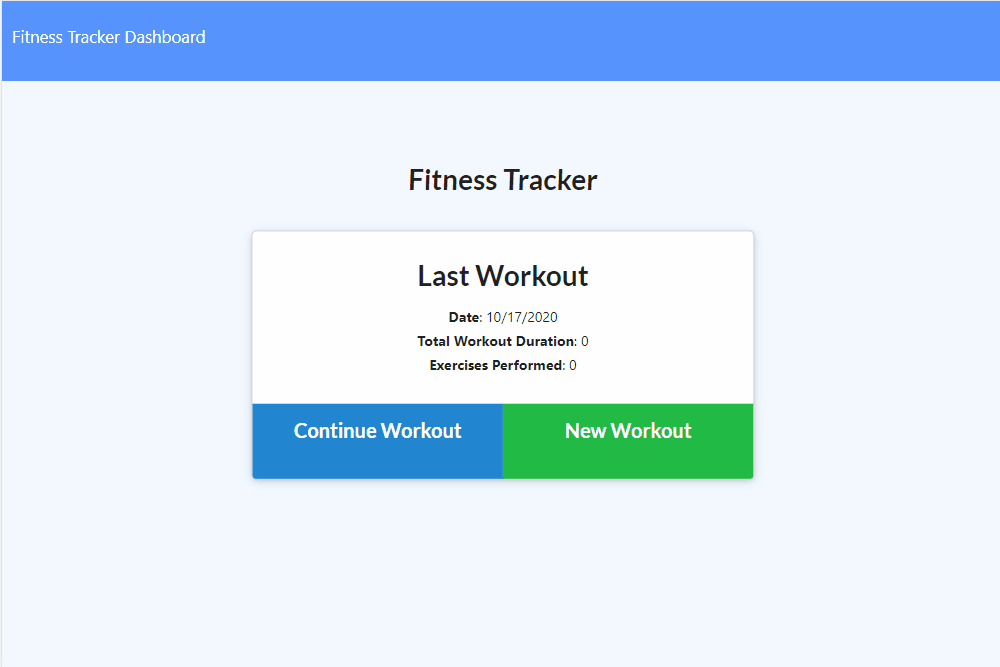 Fitness Tracker Dashboard
Fitness Tracker
Last Workout
Date: 10/17/2020
Total Workout Duration: 0
Exercises Performed: 0
Continue Workout
New Workout